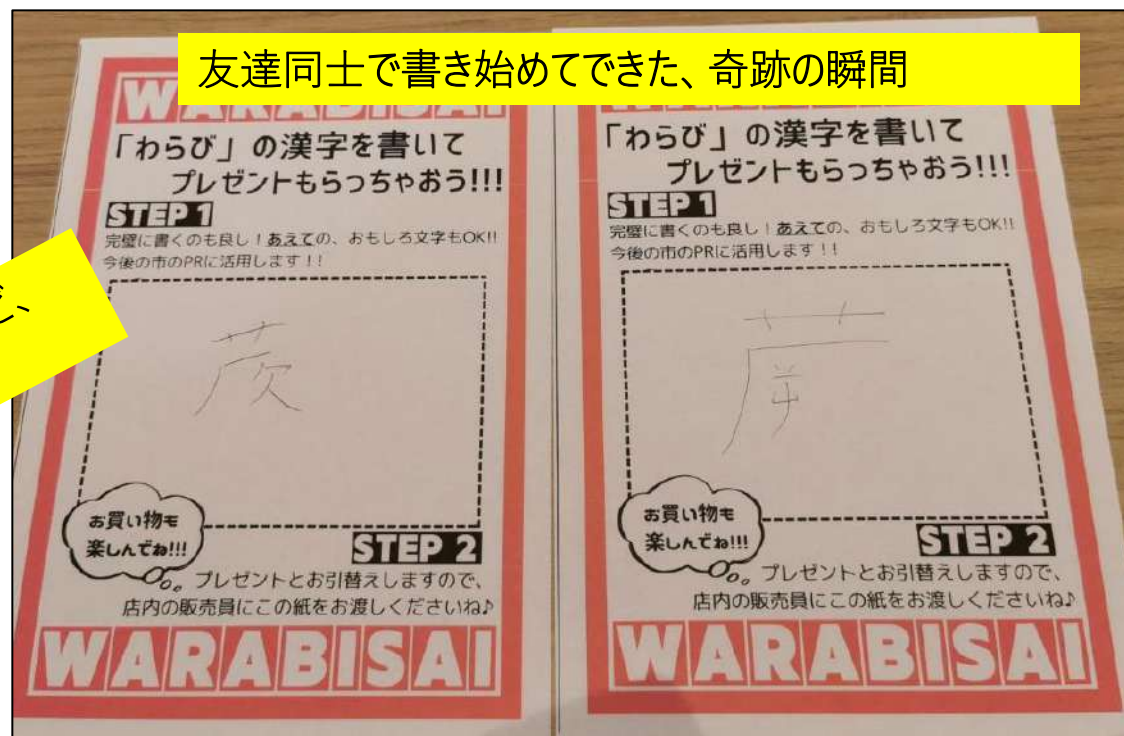 友達同士で書き始めてできた、奇跡の瞬間
WARABISAI
「わらび」の漢字を書いて
プレゼントもらっちゃおう!!!
STEP 1
完璧に書くのも良し!あえての、おもしろ文字もOK!!
今後の市のPRに活用します!!
お買い物も
楽しんでね!!!
STEP 2
プレゼントとお引替えしますので、
店内の販売員にこの紙をお渡しくださいね♪
WARABISAI
「わらび」の漢字を書いて
プレゼントもらっちゃおう!!!
STEP 1
完璧に書くのも良し!あえての、おもしろ文字もOK!!
今後の市のPRに活用します!!
お買い物も
楽しんでね!!!
STEP 2
プレゼントとお引替えしますので、
店内の販売員にこの紙をお渡しくださいね♪
WARABISAI